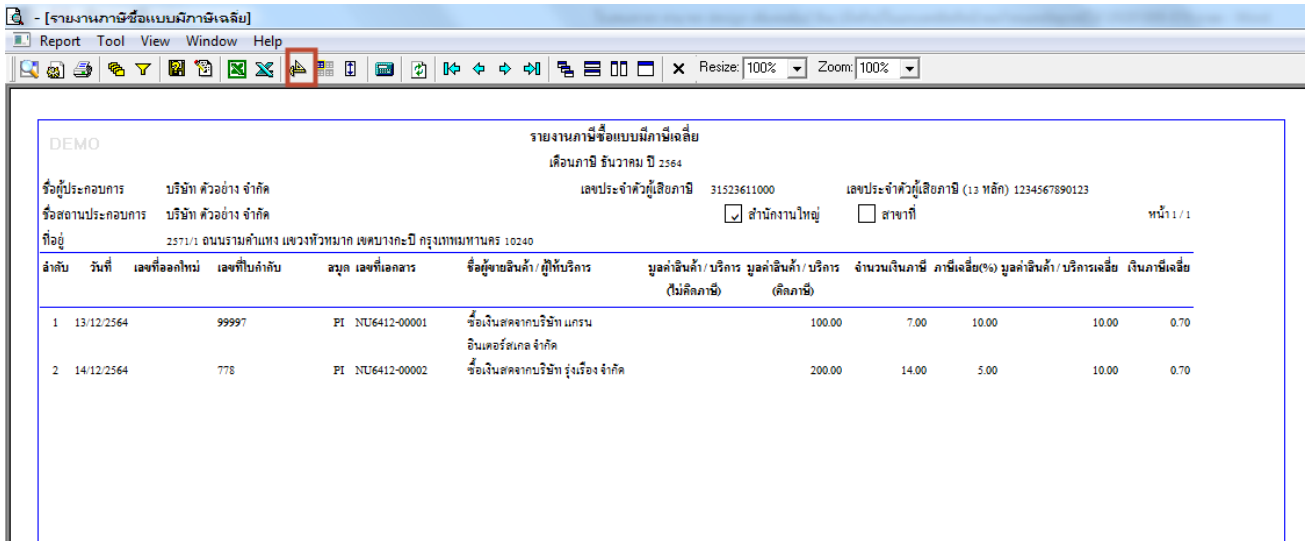 - [รายงานภาษีซื้อแบบมีภาษีเฉลี่ย]
Report Tool View Window Help
Resize: 100% Zoom: 100%
DEMO
รายงานภาษีซื้อแบบมีภาษีเฉลี่ย
เดือนภาษี ธันวาคม ปี 2564
ชื่อผู้ประกอบการ บริษัท ตัวอย่าง จำกัด เลขประจำตัวผู้เสียภาษี 31523611000 เลขประจำตัวผู้เสียภาษี (13 หลัก) 1234567890123
ชื่อสถานประกอบการ บริษัท ตัวอย่าง จำกัด สำนักงานใหญ่ สาขาที่ หน้า 1 / 1
ที่อยู่ 2571/1 ถนนรามคำแหง แขวงหัวหมาก เขตบางกะปิ กรุงเทพมหานคร 10240
ลำดับ วันที่ เลขที่ออกใหม่ เลขที่ใบกำกับ สมุด เลขที่เอกสาร ชื่อผู้ขายสินค้า / ผู้ให้บริการ มูลค่าสินค้า / บริการ มูลค่าสินค้า / บริการ จำนวนเงินภาษี ภาษีเฉลี่ย(%) มูลค่าสินค้า / บริการเฉลี่ย เงินภาษีเฉลี่ย
(ไม่คิดภาษี) (คิดภาษี)
1 13/12/2564 99997 PI NU6412-00001 ซื้อเงินสดจากบริษัท แกรน 100.00 7.00 10.00 10.00 0.70
อินเตอร์สเกล จำกัด
2 14/12/2564 778 PI NU6412-00002 ซื้อเงินสดจากบริษัท รุ่งเรือง จำกัด 200.00 14.00 5.00 10.00 0.70